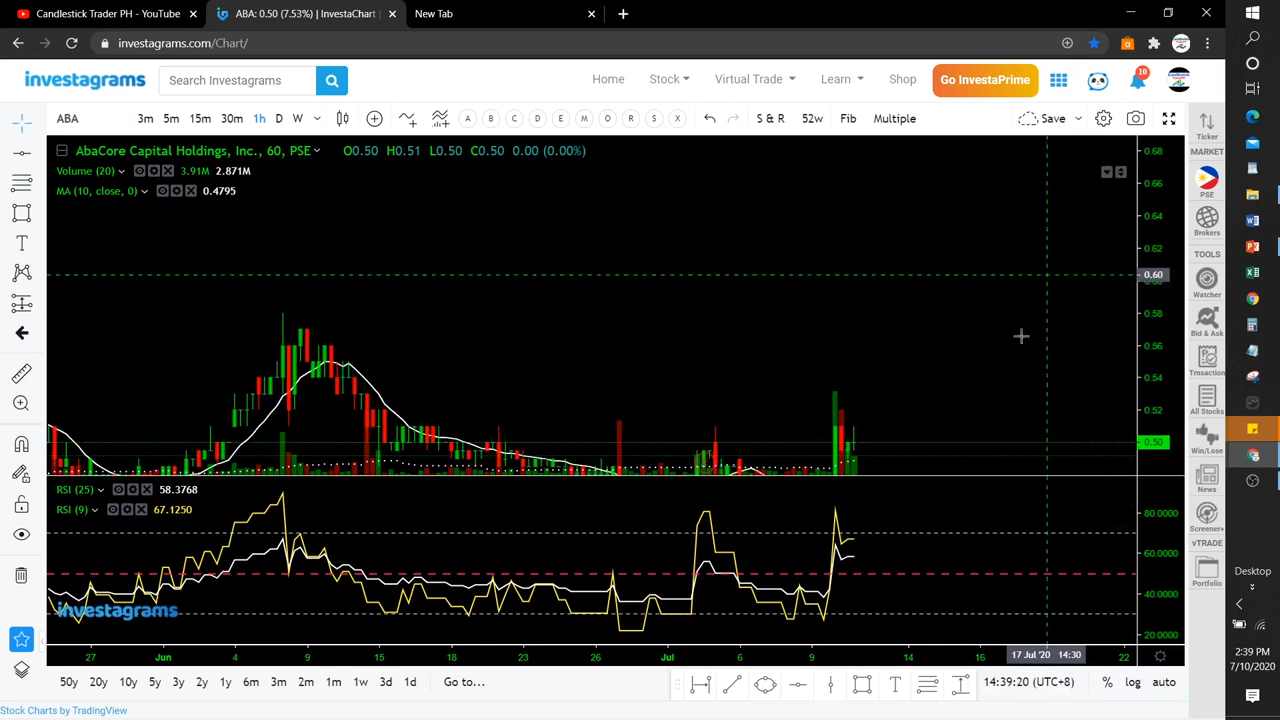 Candlestick Trader PH - YouTube
ABA: 0.50 (7.53%) | InvestaChart |
New Tab
investagrams.com/Chart/
investagrams
Search Investagrams
Home Stock Virtual Trade Learn Shop
Go InvestaPrime
10
ABA 3m 5m 15m 30m 1h D W
A B C D E M O R S X
S & R 52w Fib Multiple
Save
AbaCore Capital Holdings, Inc., 60, PSE O0.50 H0.51 L0.50 C0.50 0.00 (0.00%)
Volume (20) 3.91M 2.871M
MA (10, close, 0) 0.4795
0.68
0.66
0.64
0.62
0.60
0.60
0.58
0.56
0.54
0.52
0.50
RSI (25) 58.3768
RSI (9) 67.1250
80.0000
60.0000
40.0000
20.0000
investagrams
27 Jun 4 9 15 18 23 26 Jul 6 9 14 16 17 Jul '20 14:30 22
50y 20y 10y 5y 3y 2y 1y 6m 3m 2m 1m 1w 3d 1d Go to...
14:39:20 (UTC+8) % log auto
Stock Charts by TradingView
Ticker
MARKET
PSE
Brokers
TOOLS
Watcher
Bid & Ask
Trnsaction
All Stocks
Win/Lose
News
Screener+
vTRADE
Portfolio
Desktop
2:39 PM
7/10/2020